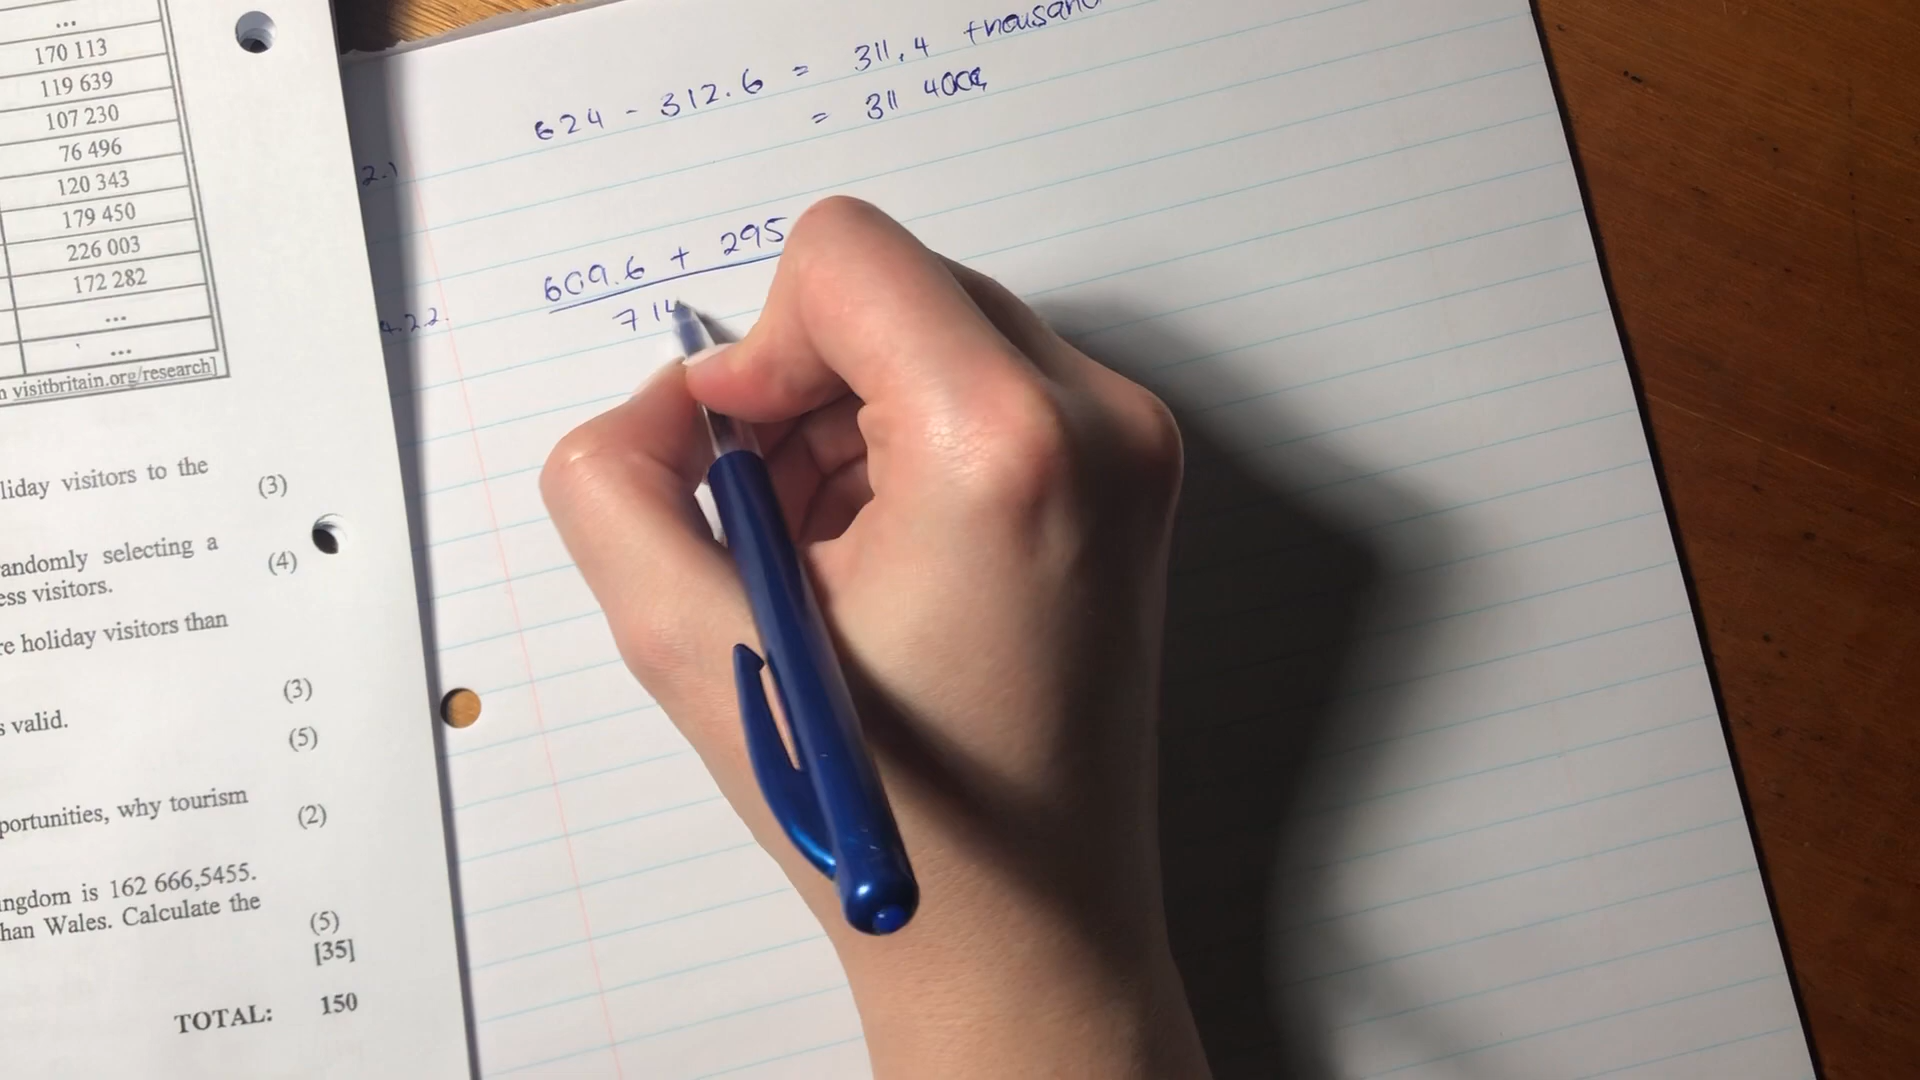 ...
170 113
119 639
107 230
76 496
120 343
179 450
226 003
172 282
...
...
visitbritain.org/research]
liday visitors to the
(3)
andomly selecting a
(4)
ess visitors.
re holiday visitors than
(3)
s valid.
(5)
portunities, why tourism
(2)
ngdom is 162 666,5455.
han Wales. Calculate the
(5)
[35]
TOTAL: 150
624 - 312.6 = 311.4 thousand
= 311 400
2.1
609.6 + 295
714
4.2.2.